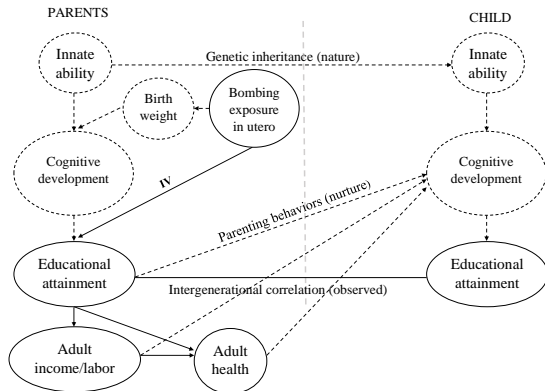 PARENTS
CHILD
Innate
ability
Genetic inheritance (nature)
Innate
ability
Birth
weight
Bombing
exposure
in utero
Cognitive
development
IV
Parenting behaviors (nurture)
Cognitive
development
Educational
attainment
Intergenerational correlation (observed)
Educational
attainment
Adult
income/labor
Adult
health